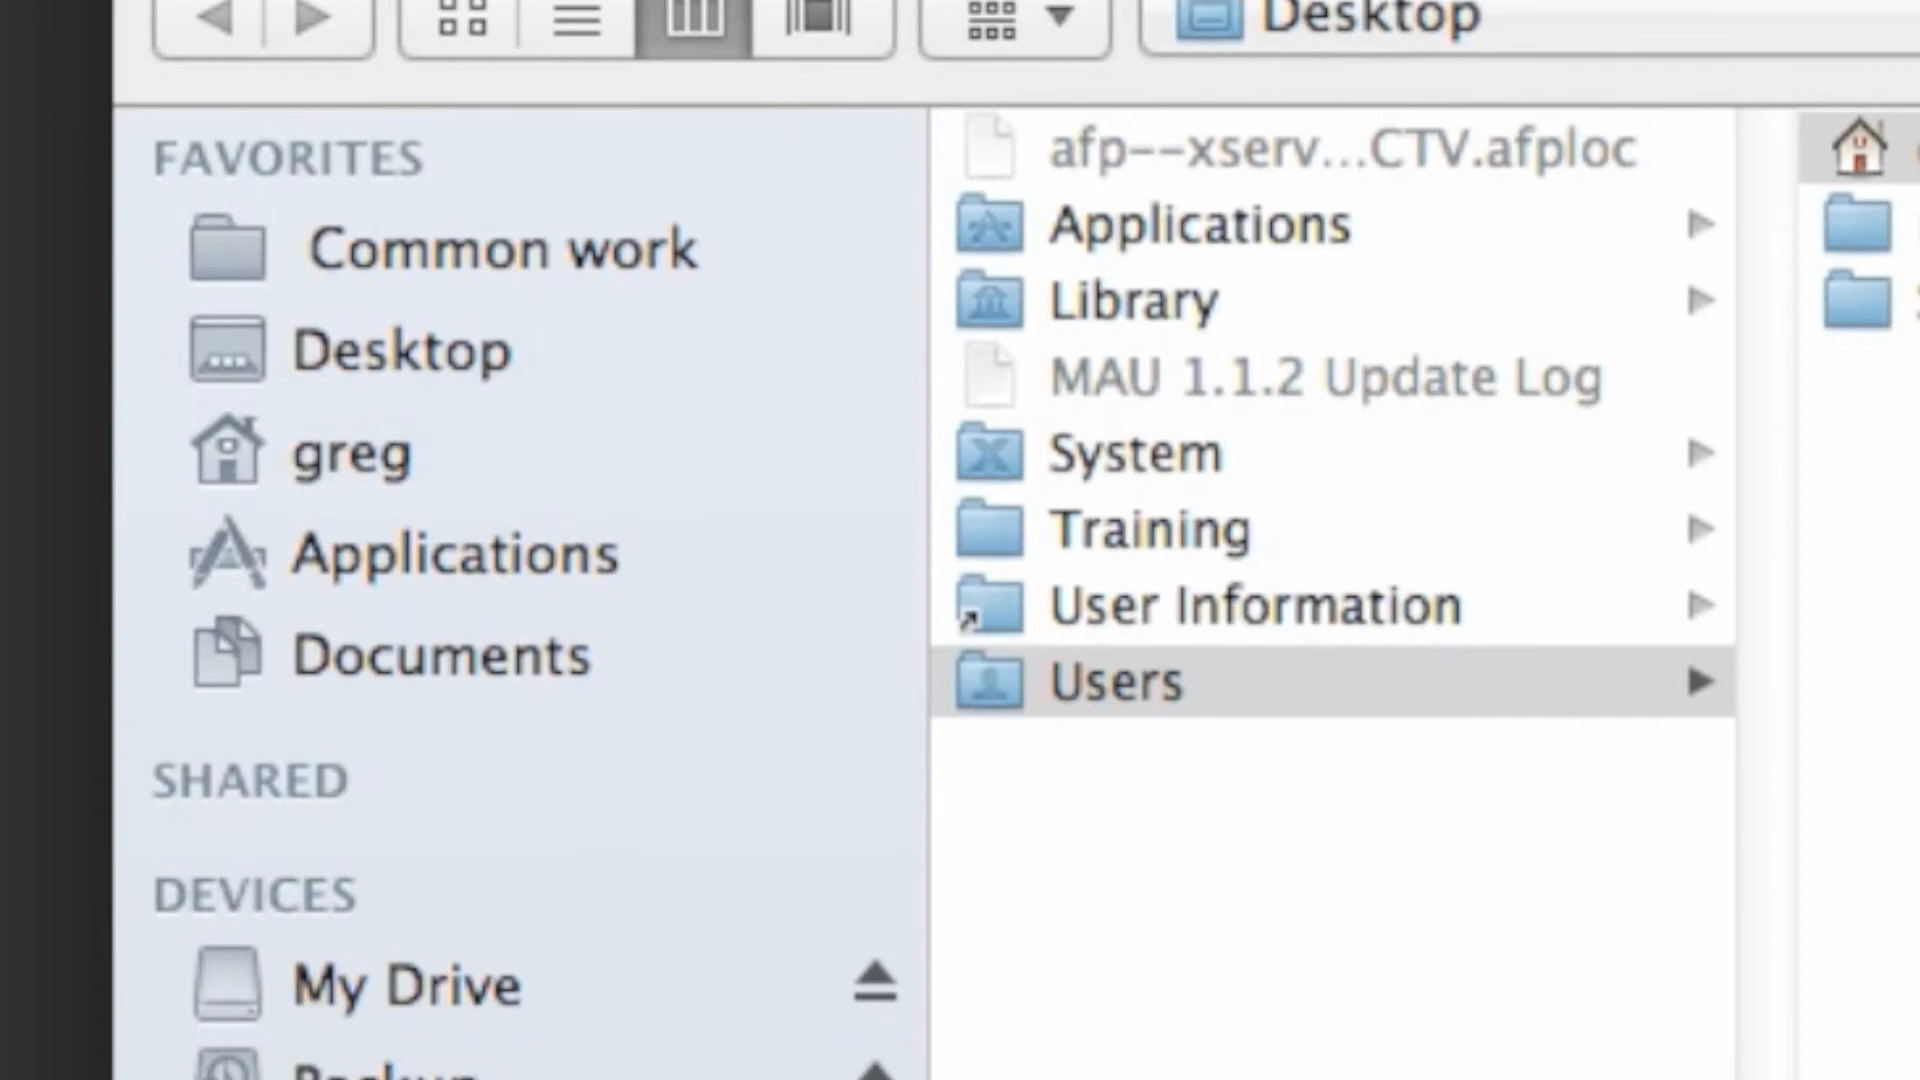 Desktop
FAVORITES
Common work
Desktop
greg
Applications
Documents
SHARED
DEVICES
My Drive
Backup
afp--xserv...CTV.afploc
Applications
Library
MAU 1.1.2 Update Log
System
Training
User Information
Users